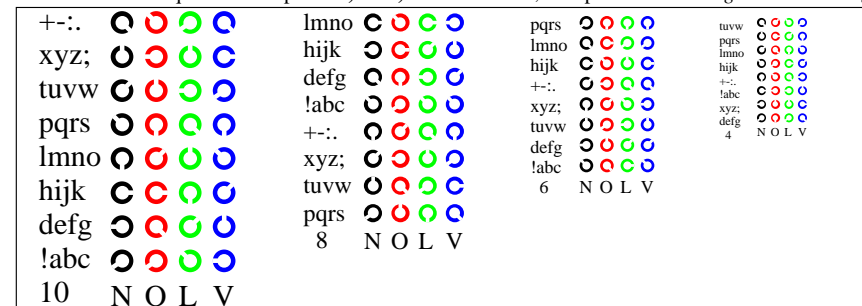 +-:.
xyz;
tuvw
pqrs
lmno
hijk
defg
!abc
10 N O L V
lmno
hijk
defg
!abc
+-:.
xyz;
tuvw
pqrs
8 N O L V
pqrs
lmno
hijk
+-:.
xyz;
tuvw
defg
!abc
6 N O L V
tuvw
pqrs
lmno
hijk
+-:.
!abc
xyz;
defg
4 N O L V